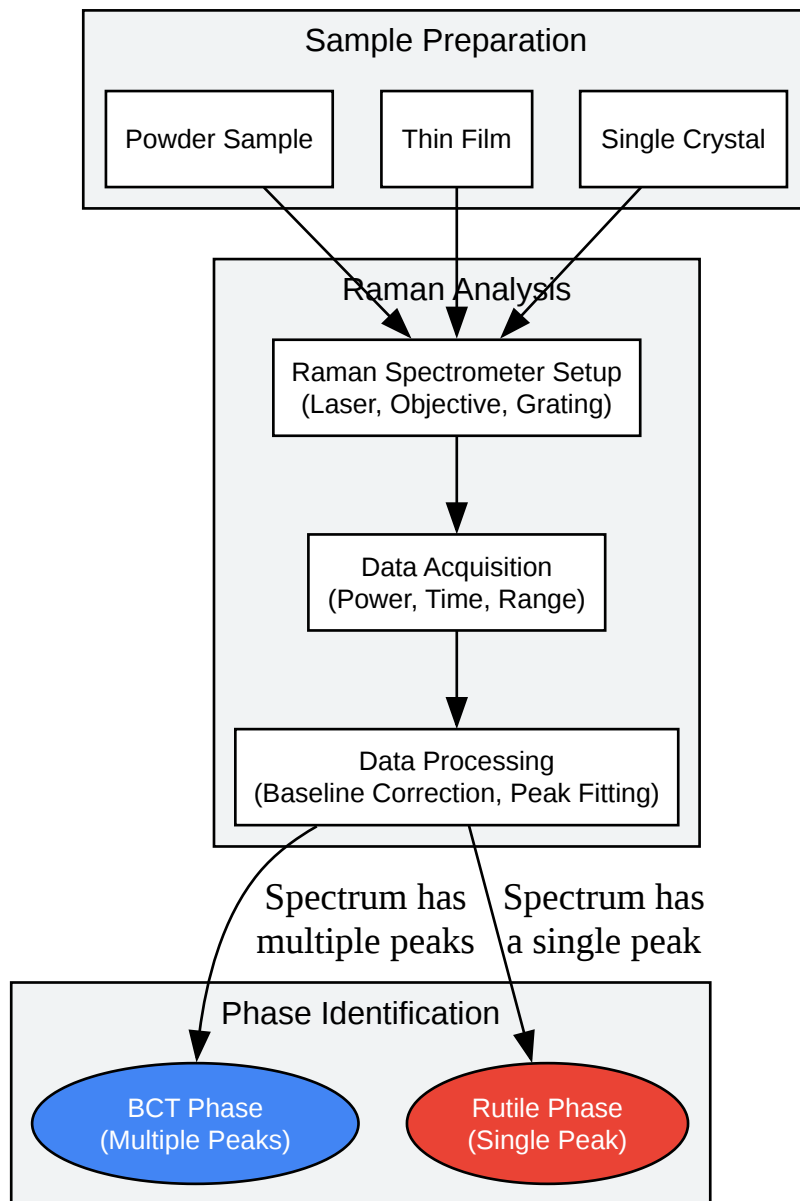 Sample Preparation
Powder Sample
Thin Film
Single Crystal
Raman Analysis
Raman Spectrometer Setup
(Laser, Objective, Grating)
Data Acquisition
(Power, Time, Range)
Data Processing
(Baseline Correction, Peak Fitting)
Spectrum has
multiple peaks
Spectrum has
a single peak
Phase Identification
BCT Phase
(Multiple Peaks)
Rutile Phase
(Single Peak)